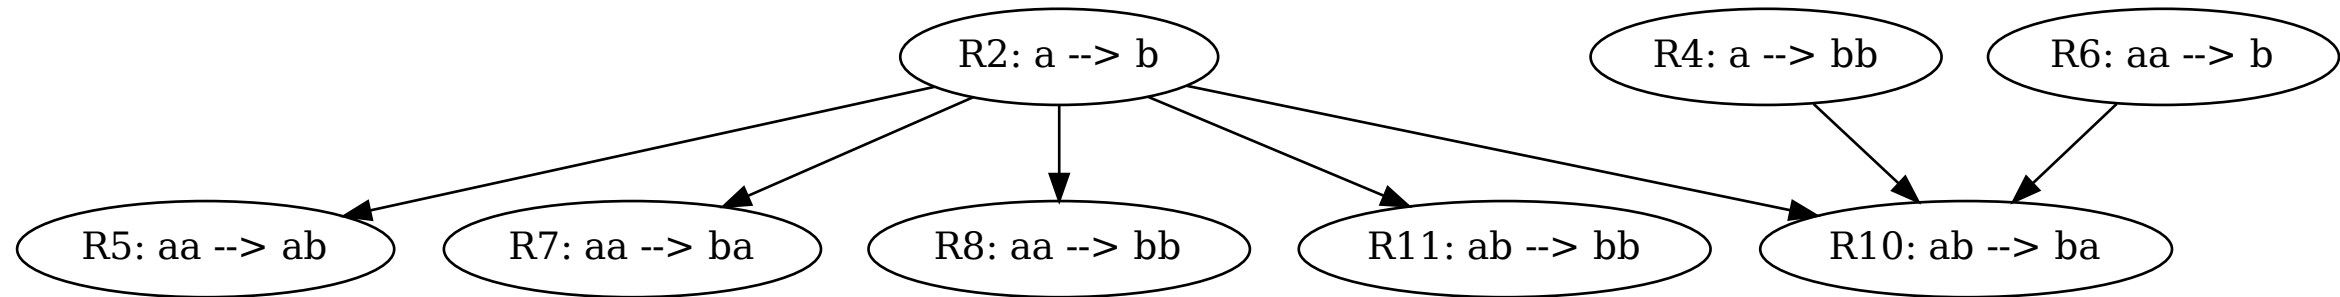 R2: a --> b
R4: a --> bb
R6: aa --> b
R5: aa --> ab
R7: aa --> ba
R8: aa --> bb
R11: ab --> bb
R10: ab --> ba